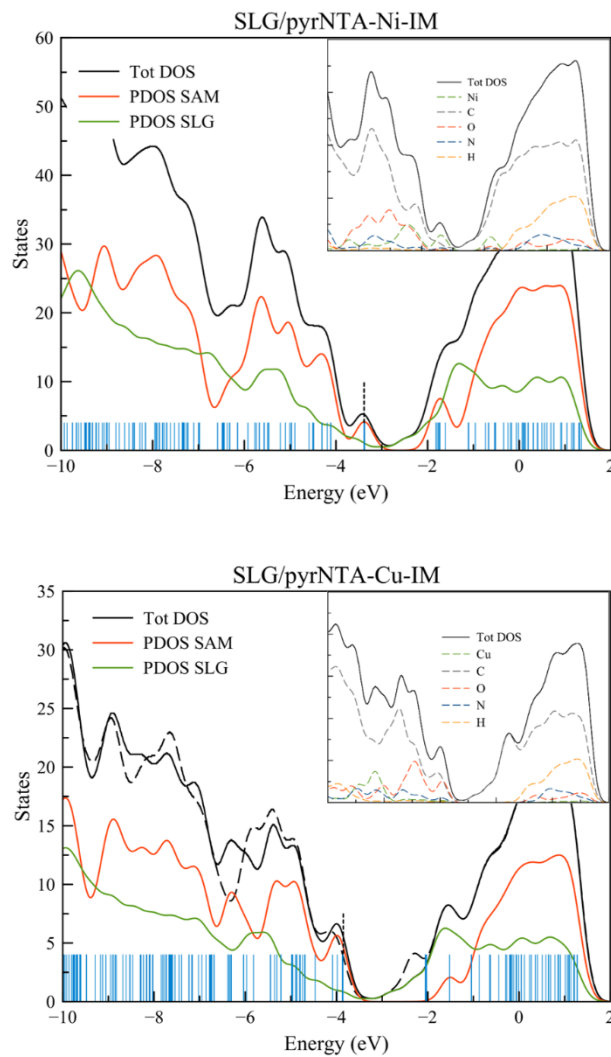 SLG/pyrNTA-Ni-IM
60
50
40
30
20
10
0
States
Tot DOS
PDOS SAM
PDOS SLG
Tot DOS
Ni
C
O
N
H
−10
−8
−6
−4
−2
0
2
Energy (eV)
SLG/pyrNTA-Cu-IM
35
30
25
20
15
10
5
0
States
Tot DOS
PDOS SAM
PDOS SLG
Tot DOS
Cu
C
O
N
H
−10
−8
−6
−4
−2
0
2
Energy (eV)